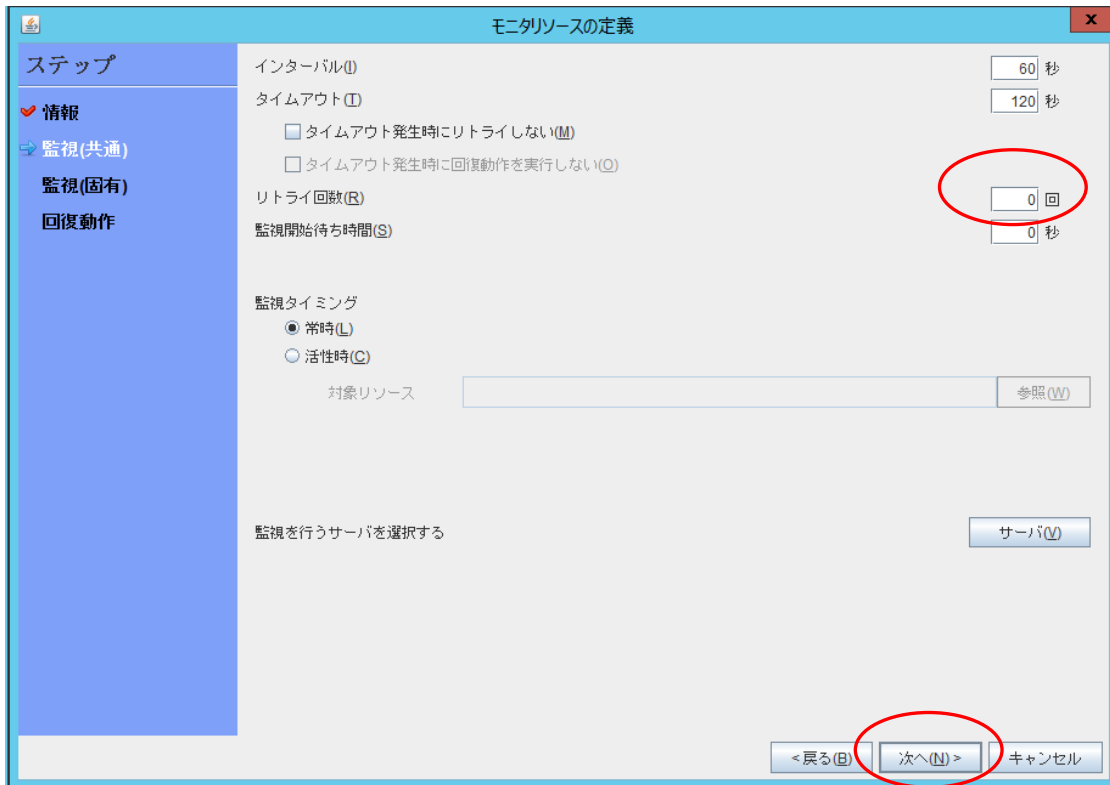 モニタリソースの定義
x
ステップ
情報
監視(共通)
監視(固有)
回復動作
インターバル(I) 60 秒
タイムアウト(T) 120 秒
タイムアウト発生時にリトライしない(M)
タイムアウト発生時に回復動作を実行しない(O)
リトライ回数(R) 0 回
監視開始待ち時間(S) 0 秒
監視タイミング
常時(L)
活性時(C)
対象リソース 参照(W)
監視を行うサーバを選択する サーバ(V)
<戻る(B) 次へ(N) > キャンセル